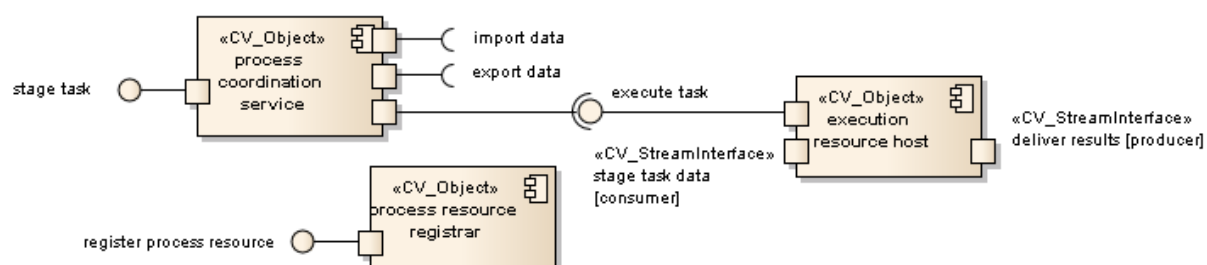 «CV_Object»
process
coordination
service
import data
export data
stage task
execute task
«CV_Object»
execution
resource host
«CV_StreamInterface»
deliver results [producer]
«CV_StreamInterface»
stage task data
[consumer]
«CV_Object»
process resource
registrar
register process resource